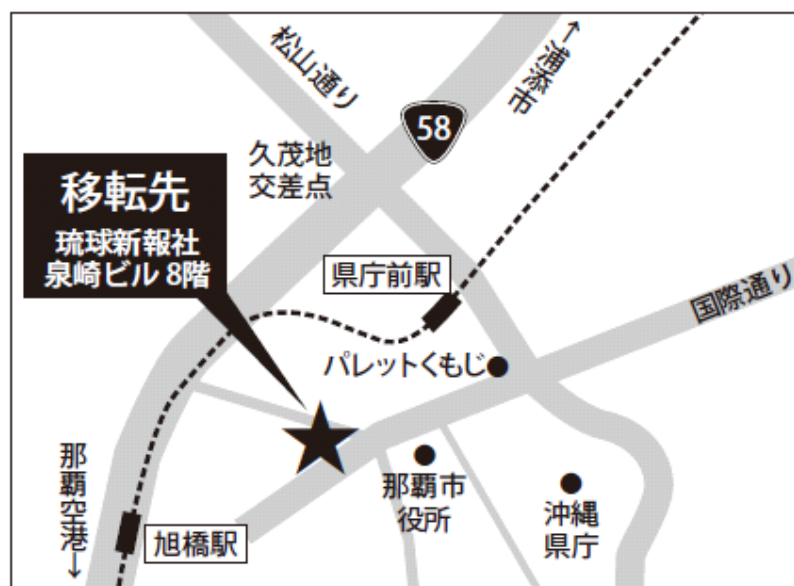 松山通り
↑浦添市
58
久茂地
交差点
移転先
琉球新報社
泉崎ビル 8階
県庁前駅
国際通り
パレットくもじ
那覇空港↓
旭橋駅
那覇市
役所
沖縄
県庁